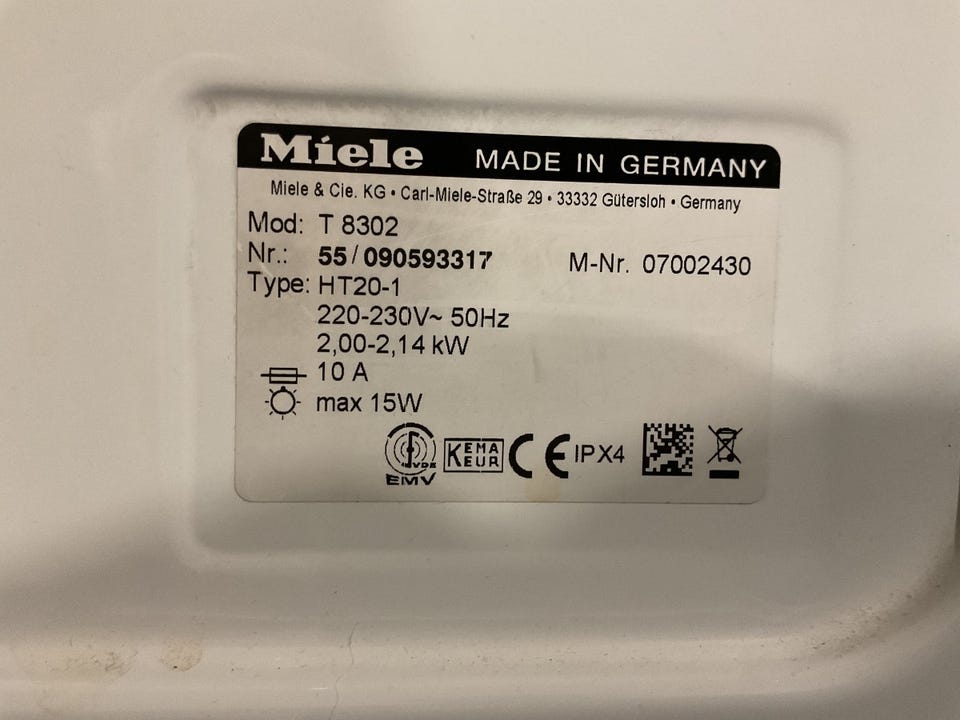 Miele MADE IN GERMANY
Miele & Cie. KG • Carl-Miele-Straße 29 • 33332 Gütersloh • Germany
Mod: T 8302
Nr.: 55/090593317 M-Nr. 07002430
Type: HT20-1
220-230V~ 50Hz
2,00-2,14 kW
10 A
max 15W
VDE
EMV
KEMA
EUR
CE
IPX4